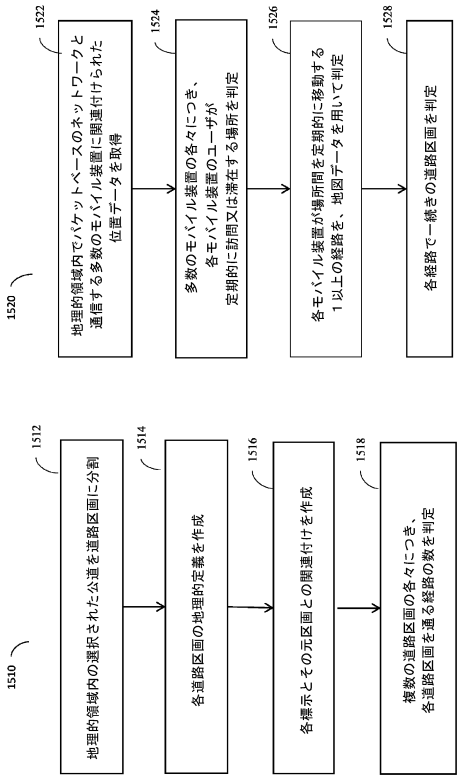 1510
1512
地理的領域内の選択された公道を道路区画に分割
1514
各道路区画の地理的定義を作成
1516
各標示とその元区画との関連付けを作成
1518
複数の道路区画の各々につき、
各道路区画を通る経路の数を判定
1520
1522
地理的領域内でパケットベースのネットワークと
通信する多数のモバイル装置に関連付けられた
位置データを取得
1524
多数のモバイル装置の各々につき、
各モバイル装置のユーザが
定期的に訪問又は滞在する場所を判定
1526
各モバイル装置が場所間を定期的に移動する
1以上の経路を、地図データを用いて判定
1528
各経路で一続きの道路区画を判定